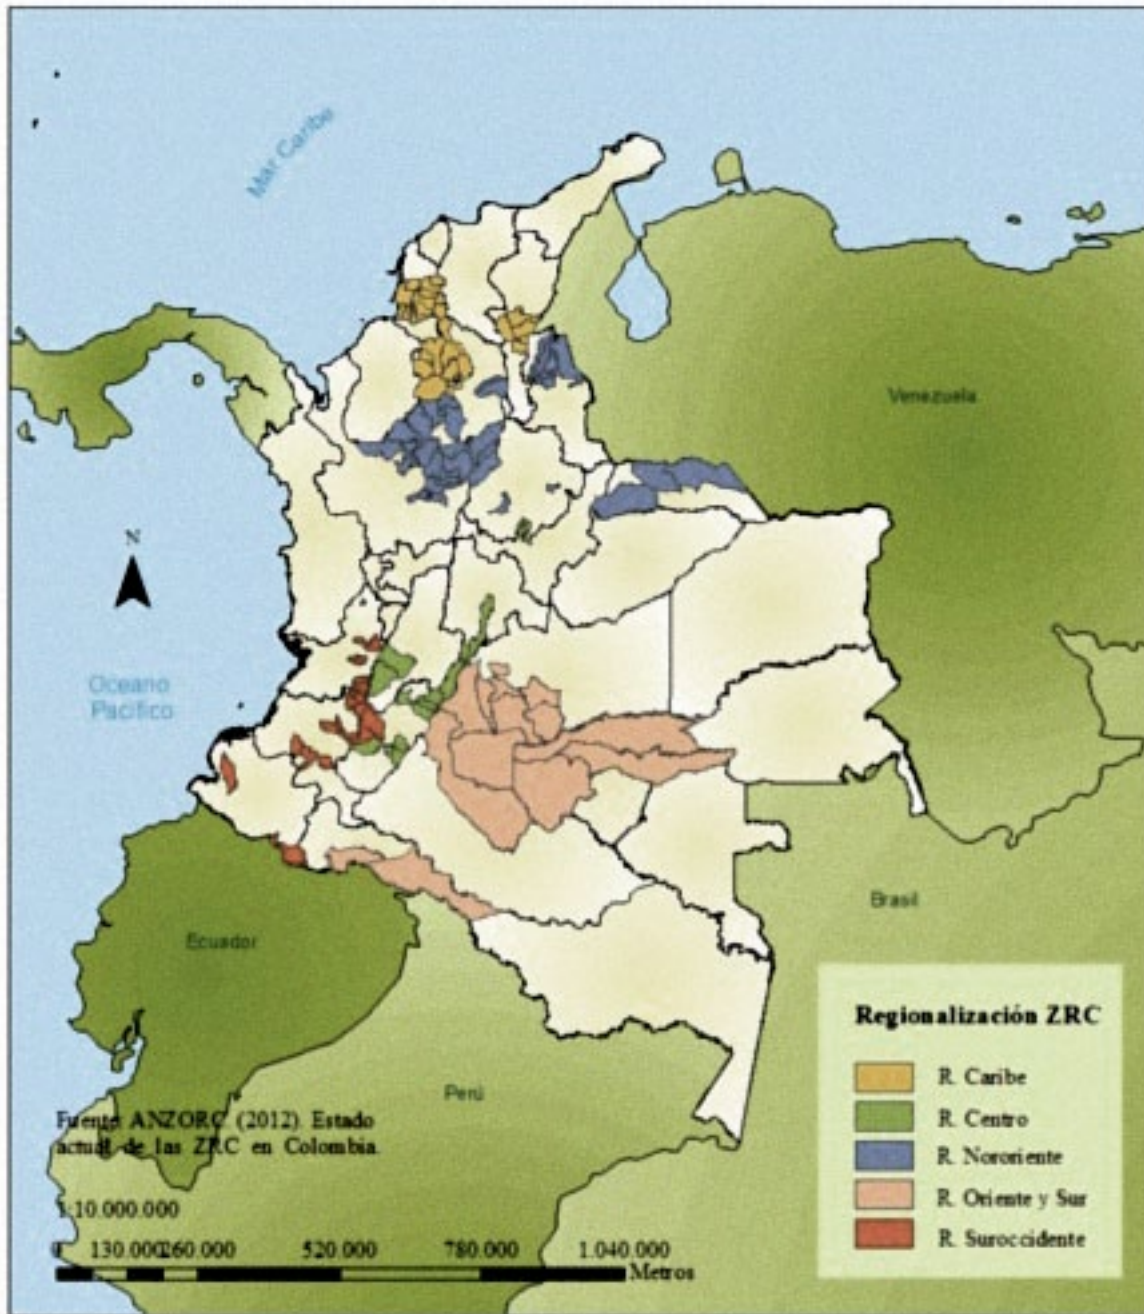 Mar Caribe
Venezuela
N
Oceano
Pacífico
Brasil
Ecuador
Perú
Regionalización ZRC
R. Caribe
R. Centro
R. Nororiente
R. Oriente y Sur
R. Suroccidente
Fuente: ANZORC. (2012). Estado
actual de las ZRC en Colombia.
1:10.000.000
0 130.000 260.000 520.000 780.000 1.040.000
Metros